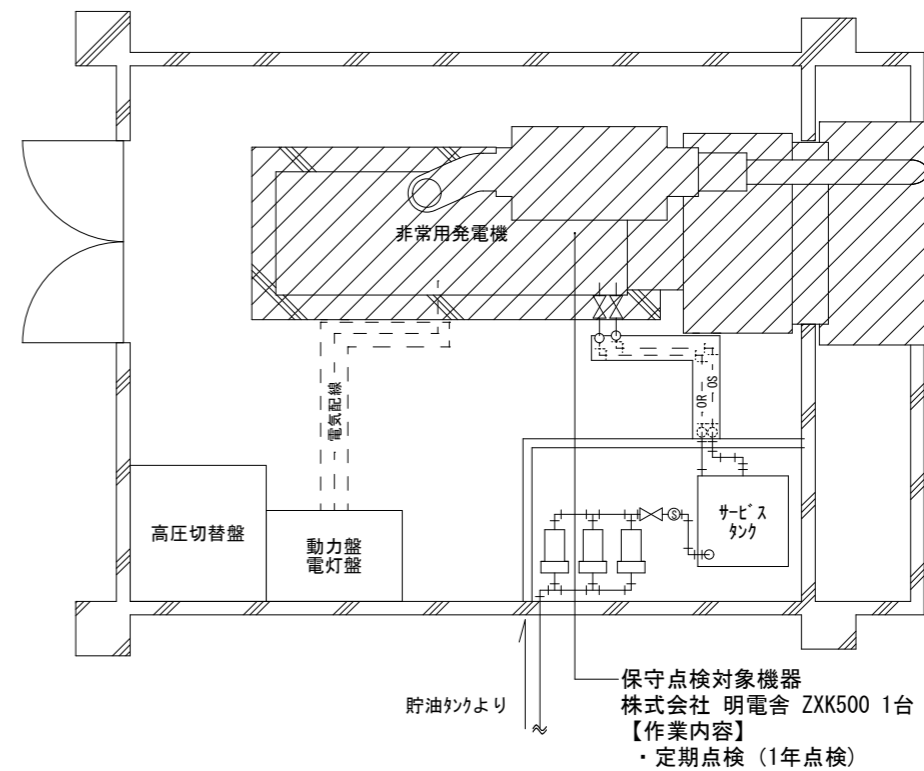 非常用発電機
電気配線
OR
OS
高圧切替盤
動力盤
電灯盤
サービス
タンク
S
貯油タンクより
保守点検対象機器
株式会社 明電舎 ZXK500 1台
【作業内容】
・定期点検 (1年点検)